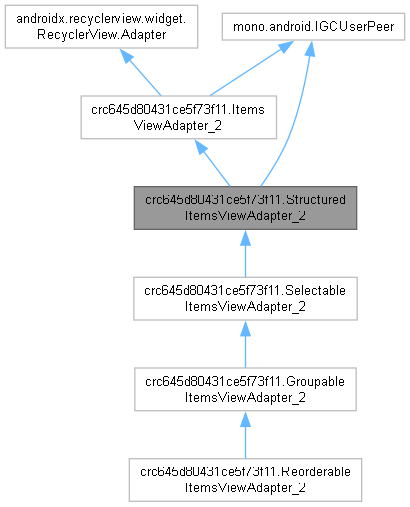 androidx.recyclerview.widget.
RecyclerView.Adapter
mono.android.IGCUserPeer
crc645d80431ce5f73f11.Items
ViewAdapter_2
crc645d80431ce5f73f11.Structured
ItemsViewAdapter_2
crc645d80431ce5f73f11.Selectable
ItemsViewAdapter_2
crc645d80431ce5f73f11.Groupable
ItemsViewAdapter_2
crc645d80431ce5f73f11.Reorderable
ItemsViewAdapter_2